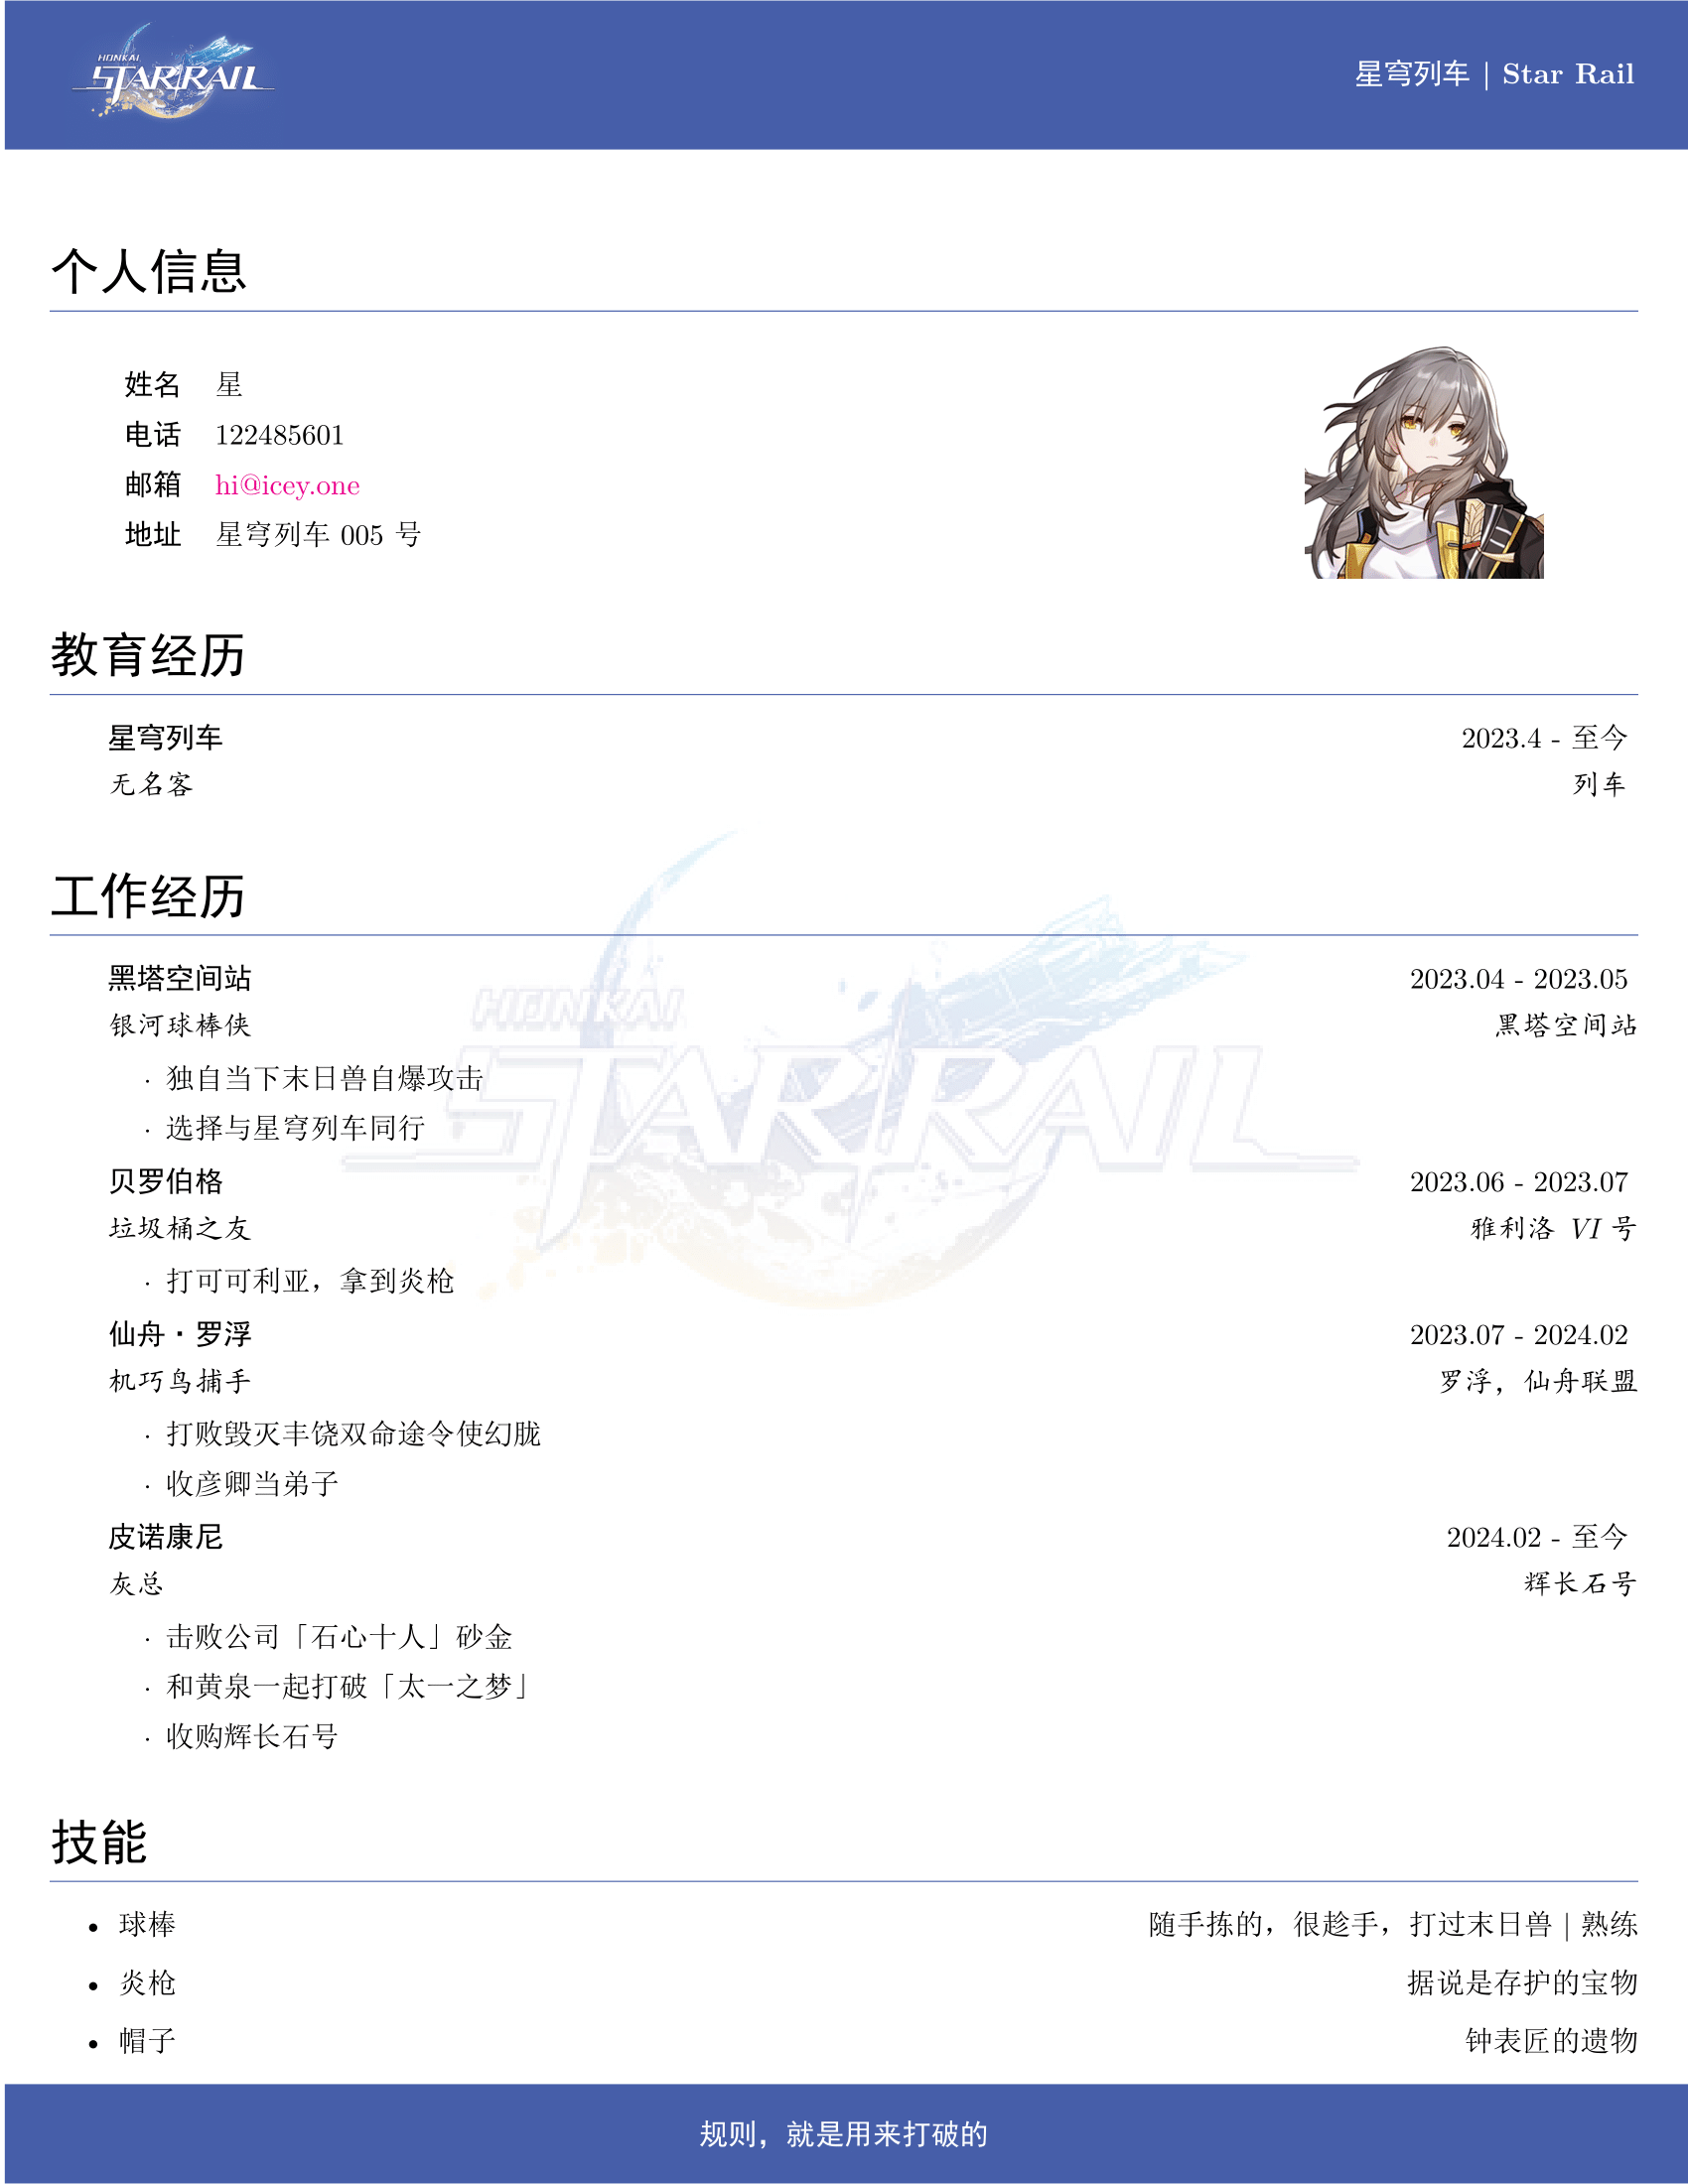 HONKAI
STAR RAIL
星穹列车 | Star Rail
个人信息
姓名 星
电话 122485601
邮箱 hi@icey.one
地址 星穹列车 005 号
教育经历
星穹列车 2023.4 - 至今
无名客 列车
工作经历
黑塔空间站 2023.04 - 2023.05
银河球棒侠 黑塔空间站
· 独自当下末日兽自爆攻击
· 选择与星穹列车同行
HONKAI
STAR RAIL
贝罗伯格 2023.06 - 2023.07
垃圾桶之友 雅利洛 VI 号
· 打可可利亚，拿到炎枪
仙舟·罗浮 2023.07 - 2024.02
机巧鸟捕手 罗浮，仙舟联盟
· 打败毁灭丰饶双命途令使幻胧
· 收彦卿当弟子
皮诺康尼 2024.02 - 至今
灰总 辉长石号
· 击败公司「石心十人」砂金
· 和黄泉一起打破「太一之梦」
· 收购辉长石号
技能
• 球棒 随手拣的，很趁手，打过末日兽 | 熟练
• 炎枪 据说是存护的宝物
• 帽子 钟表匠的遗物
规则，就是用来打破的